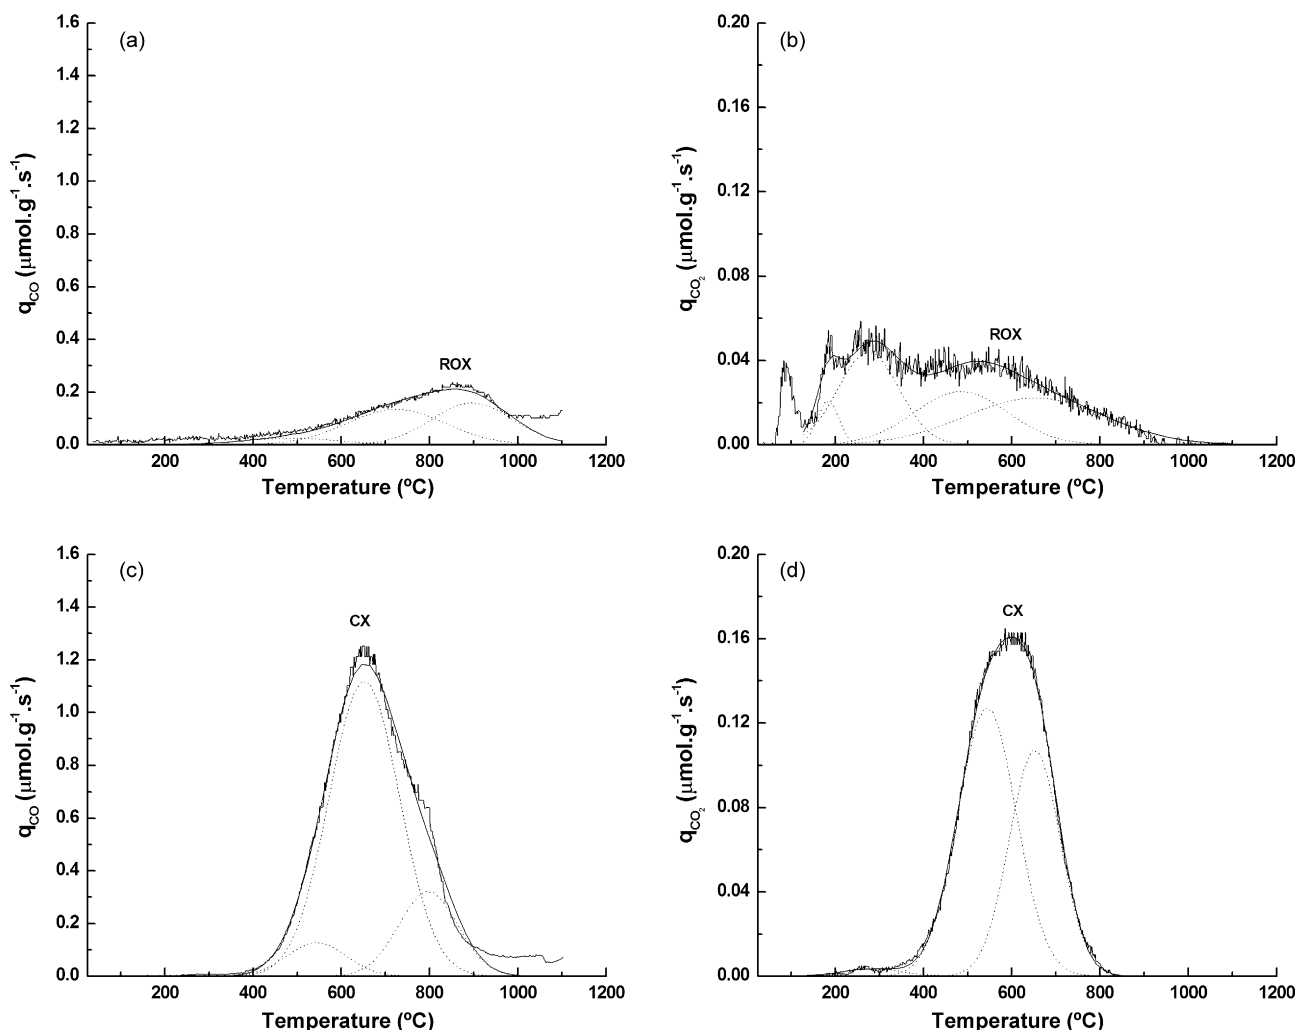 (a)
1.6
1.4
1.2
1.0
0.8
0.6
0.4
0.2
0.0
qCO (μmol.g-1.s-1)
ROX
200 400 600 800 1000 1200
Temperature (ºC)
(b)
0.20
0.16
0.12
0.08
0.04
0.00
qCO2 (μmol.g-1.s-1)
ROX
200 400 600 800 1000 1200
Temperature (ºC)
(c)
1.6
1.4
1.2
1.0
0.8
0.6
0.4
0.2
0.0
qCO (μmol.g-1.s-1)
CX
200 400 600 800 1000 1200
Temperature (ºC)
(d)
0.20
0.16
0.12
0.08
0.04
0.00
qCO2 (μmol.g-1.s-1)
CX
200 400 600 800 1000 1200
Temperature (ºC)